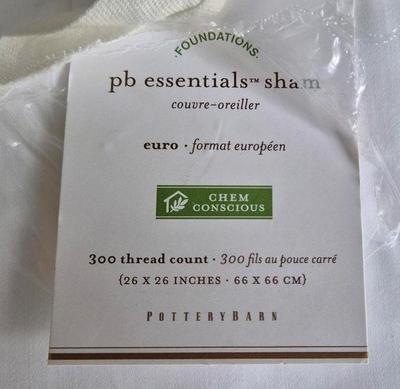 ·FOUNDATIONS·
pb essentials™ sham
couvre-oreiller
euro · format européen
CHEM
CONSCIOUS
300 thread count · 300 fils au pouce carré
{26 X 26 INCHES · 66 X 66 CM}
POTTERYBARN